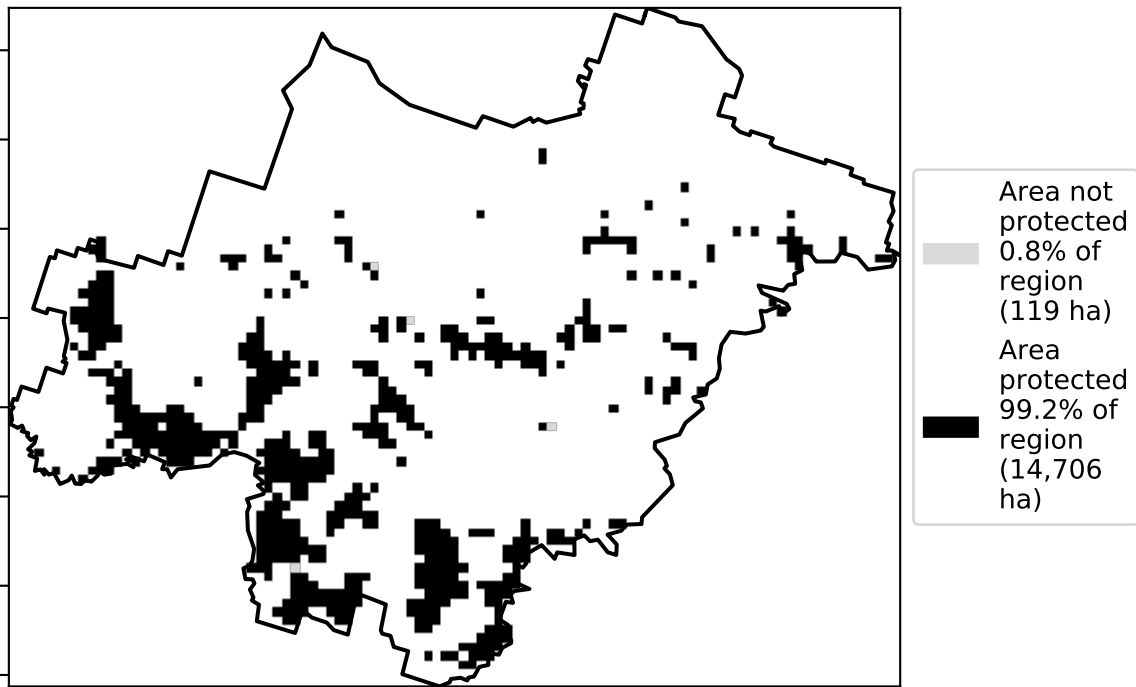 Area not
protected
0.8% of
region
(119 ha)
Area
protected
99.2% of
region
(14,706
ha)